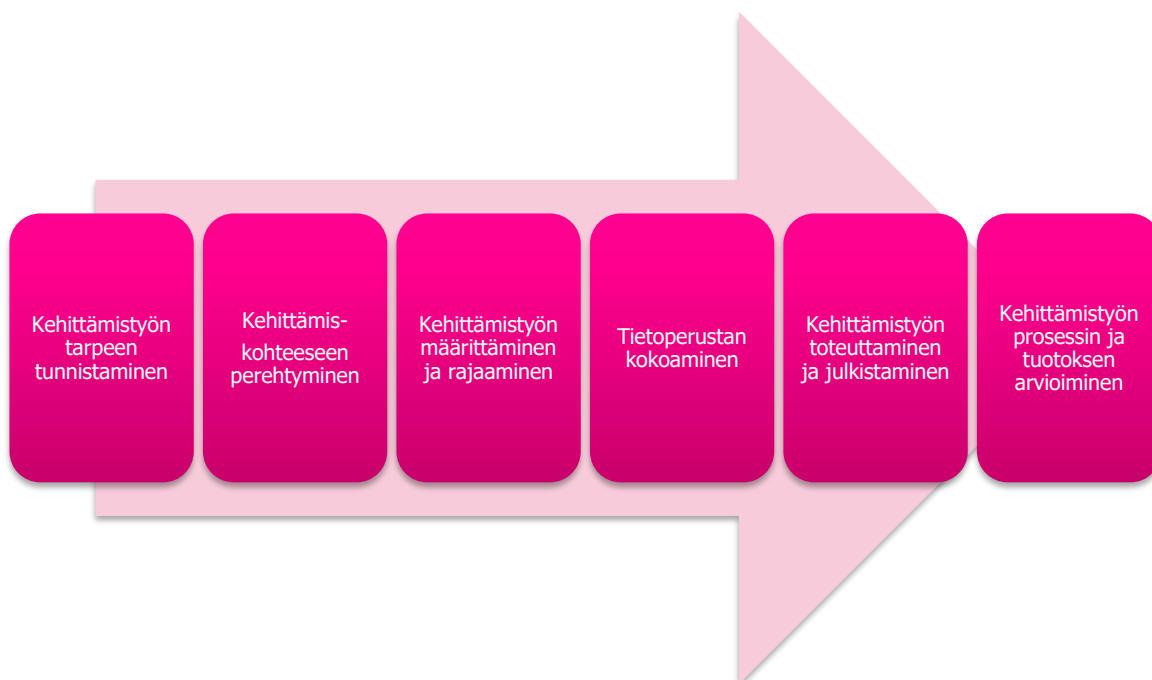 Kehittämistyön
tarpeen
tunnistaminen
Kehittämis-
kohteeseen
perehtyminen
Kehittämistyön
määrittäminen
ja rajaaminen
Tietoperustan
kokoaminen
Kehittämistyön
toteuttaminen
ja julkistaminen
Kehittämistyön
prosessin ja
tuotoksen
arvioiminen